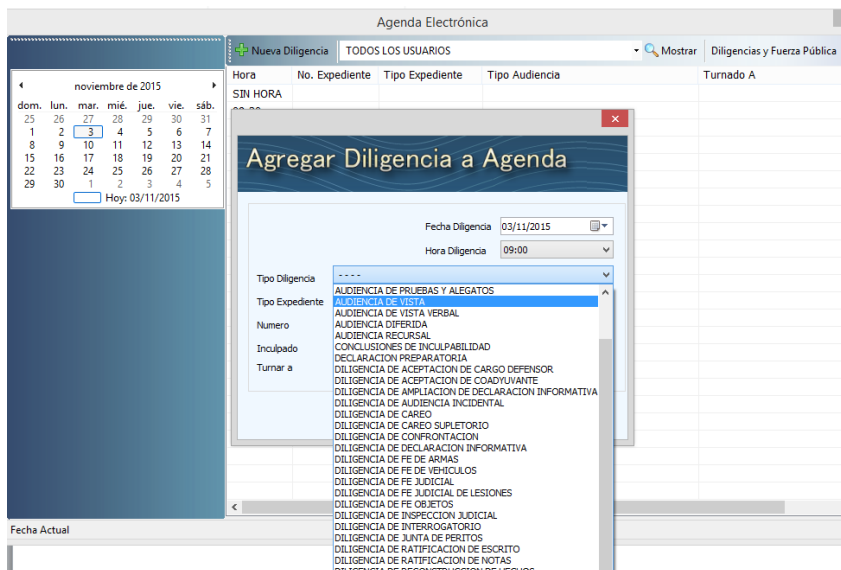 Agenda Electrónica
Nueva Diligencia TODOS LOS USUARIOS Mostrar Diligencias y Fuerza Pública
noviembre de 2015
dom. lun. mar. mié. jue. vie. sáb.
25 26 27 28 29 30 31
1 2 3 4 5 6 7
8 9 10 11 12 13 14
15 16 17 18 19 20 21
22 23 24 25 26 27 28
29 30 1 2 3 4 5
Hoy: 03/11/2015
Hora No. Expediente Tipo Expediente Tipo Audiencia Turnado A
SIN HORA
Agregar Diligencia a Agenda
Fecha Diligencia 03/11/2015
Hora Diligencia 09:00
Tipo Diligencia - - - -
Tipo Expediente
Numero
Inculpado
Turnar a
AUDIENCIA DE PRUEBAS Y ALEGATOS
AUDIENCIA DE VISTA
AUDIENCIA DE VISTA VERBAL
AUDIENCIA DIFERIDA
AUDIENCIA RECURSAL
CONCLUSIONES DE INCULPABILIDAD
DECLARACION PREPARATORIA
DILIGENCIA DE ACEPTACION DE CARGO DEFENSOR
DILIGENCIA DE ACEPTACION DE COADYUVANTE
DILIGENCIA DE AMPLIACION DE DECLARACION INFORMATIVA
DILIGENCIA DE AUDIENCIA INCIDENTAL
DILIGENCIA DE CAREO
DILIGENCIA DE CAREO SUPLETORIO
DILIGENCIA DE CONFRONTACION
DILIGENCIA DE DECLARACION INFORMATIVA
DILIGENCIA DE FE DE ARMAS
DILIGENCIA DE FE DE VEHICULOS
DILIGENCIA DE FE JUDICIAL
DILIGENCIA DE FE JUDICIAL DE LESIONES
DILIGENCIA DE FE OBJETOS
DILIGENCIA DE INSPECCION JUDICIAL
DILIGENCIA DE INTERROGATORIO
DILIGENCIA DE JUNTA DE PERITOS
DILIGENCIA DE RATIFICACION DE ESCRITO
DILIGENCIA DE RATIFICACION DE NOTAS
DILIGENCIA DE RECONSTRUCCION DE HECHOS
Fecha Actual